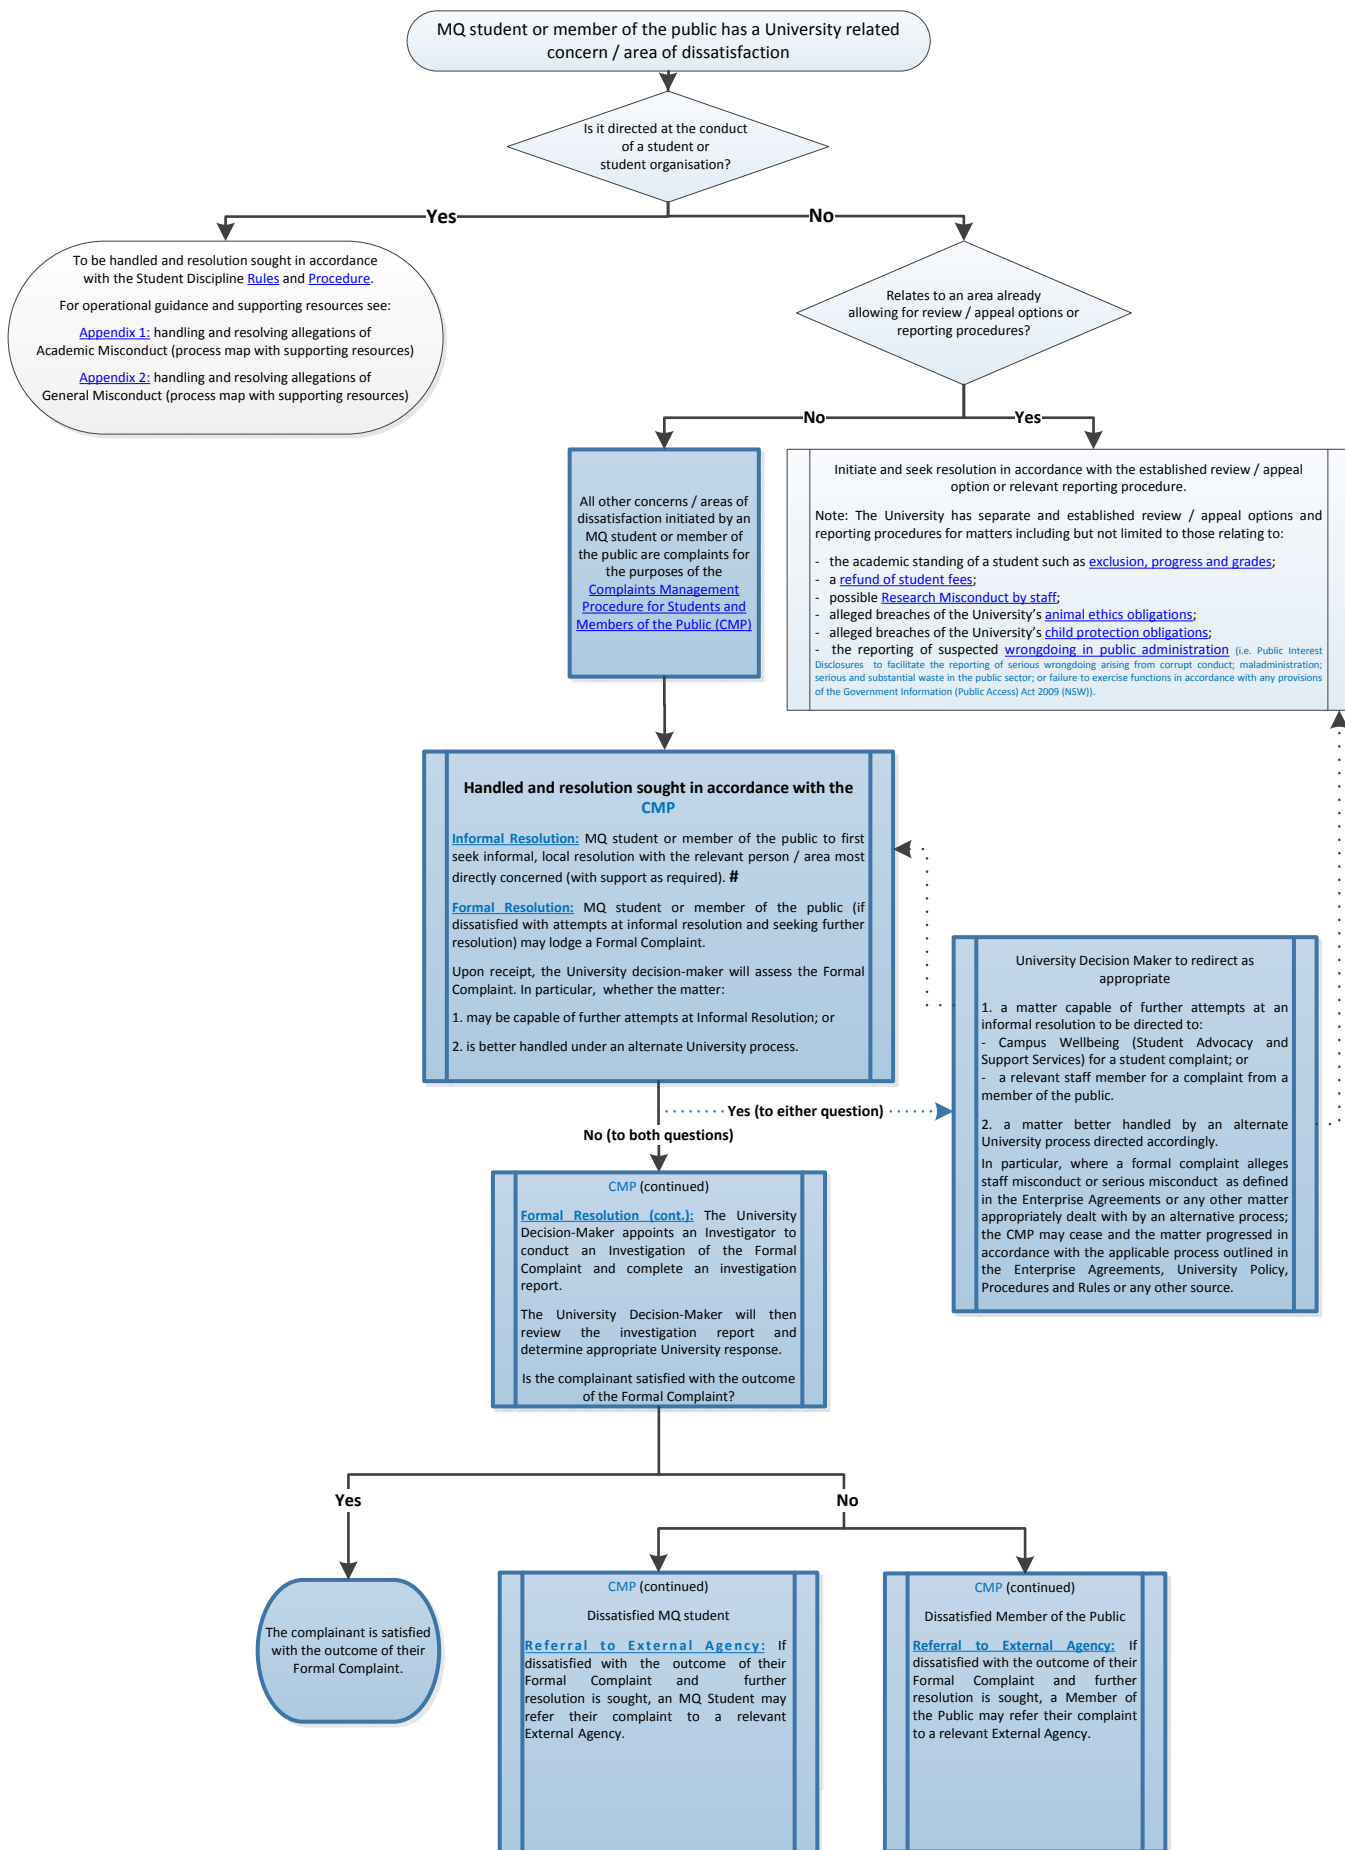 MQ student or member of the public has a University related
concern / area of dissatisfaction
Is it directed at the conduct
of a student or
student organisation?
Yes
No
To be handled and resolution sought in accordance
with the Student Discipline Rules and Procedure.
For operational guidance and supporting resources see:
Appendix 1: handling and resolving allegations of
Academic Misconduct (process map with supporting resources)
Appendix 2: handling and resolving allegations of
General Misconduct (process map with supporting resources)
Relates to an area already
allowing for review / appeal options or
reporting procedures?
No
Yes
All other concerns / areas of
dissatisfaction initiated by an
MQ student or member of
the public are complaints for
the purposes of the
Complaints Management
Procedure for Students and
Members of the Public (CMP)
Initiate and seek resolution in accordance with the established review / appeal
option or relevant reporting procedure.
Note: The University has separate and established review / appeal options and
reporting procedures for matters including but not limited to those relating to:
- the academic standing of a student such as exclusion, progress and grades;
- a refund of student fees;
- possible Research Misconduct by staff;
- alleged breaches of the University's animal ethics obligations;
- alleged breaches of the University's child protection obligations;
- the reporting of suspected wrongdoing in public administration (i.e. Public Interest
Disclosures to facilitate the reporting of serious wrongdoing arising from corrupt conduct; maladministration;
serious and substantial waste in the public sector; or failure to exercise functions in accordance with any provisions
of the Government Information (Public Access) Act 2009 (NSW)).
Handled and resolution sought in accordance with the
CMP
Informal Resolution: MQ student or member of the public to first
seek informal, local resolution with the relevant person / area most
directly concerned (with support as required). #
Formal Resolution: MQ student or member of the public (if
dissatisfied with attempts at informal resolution and seeking further
resolution) may lodge a Formal Complaint.
Upon receipt, the University decision-maker will assess the Formal
Complaint. In particular, whether the matter:
1. may be capable of further attempts at Informal Resolution; or
2. is better handled under an alternate University process.
Yes (to either question)
No (to both questions)
University Decision Maker to redirect as
appropriate
1. a matter capable of further attempts at an
informal resolution to be directed to:
- Campus Wellbeing (Student Advocacy and
Support Services) for a student complaint; or
- a relevant staff member for a complaint from a
member of the public.
2. a matter better handled by an alternate
University process directed accordingly.
In particular, where a formal complaint alleges
staff misconduct or serious misconduct as defined
in the Enterprise Agreements or any other matter
appropriately dealt with by an alternative process;
the CMP may cease and the matter progressed in
accordance with the applicable process outlined in
the Enterprise Agreements, University Policy,
Procedures and Rules or any other source.
CMP (continued)
Formal Resolution (cont.): The University
Decision-Maker appoints an Investigator to
conduct an Investigation of the Formal
Complaint and complete an investigation
report.
The University Decision-Maker will then
review the investigation report and
determine appropriate University response.
Is the complainant satisfied with the outcome
of the Formal Complaint?
Yes
No
The complainant is satisfied
with the outcome of their
Formal Complaint.
CMP (continued)
Dissatisfied MQ student
Referral to External Agency: If
dissatisfied with the outcome of their
Formal Complaint and further
resolution is sought, an MQ Student may
refer their complaint to a relevant
External Agency.
CMP (continued)
Dissatisfied Member of the Public
Referral to External Agency: If
dissatisfied with the outcome of their
Formal Complaint and further
resolution is sought, a Member of
the Public may refer their complaint
to a relevant External Agency.